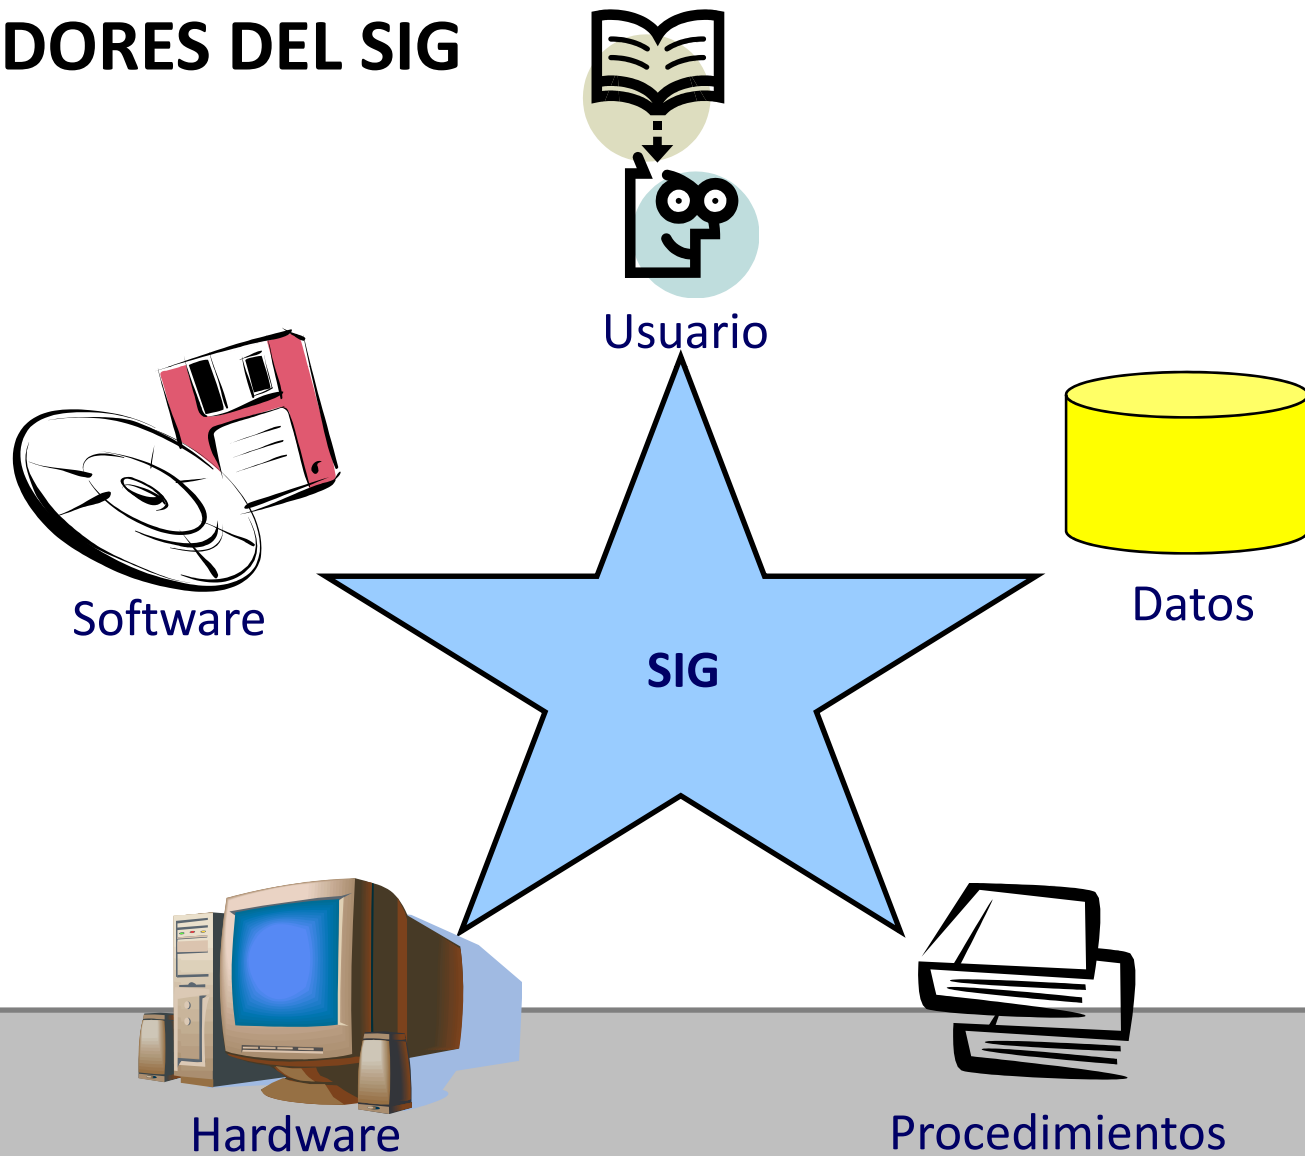 DORES DEL SIG
Usuario
Software
Datos
SIG
Hardware
Procedimientos